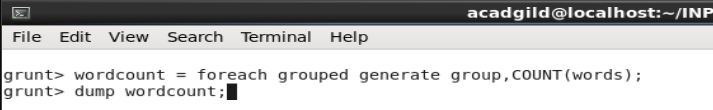 acadgild@localhost:~/INP
File Edit View Search Terminal Help
grunt> wordcount = foreach grouped generate group,COUNT(words);
grunt> dump wordcount;